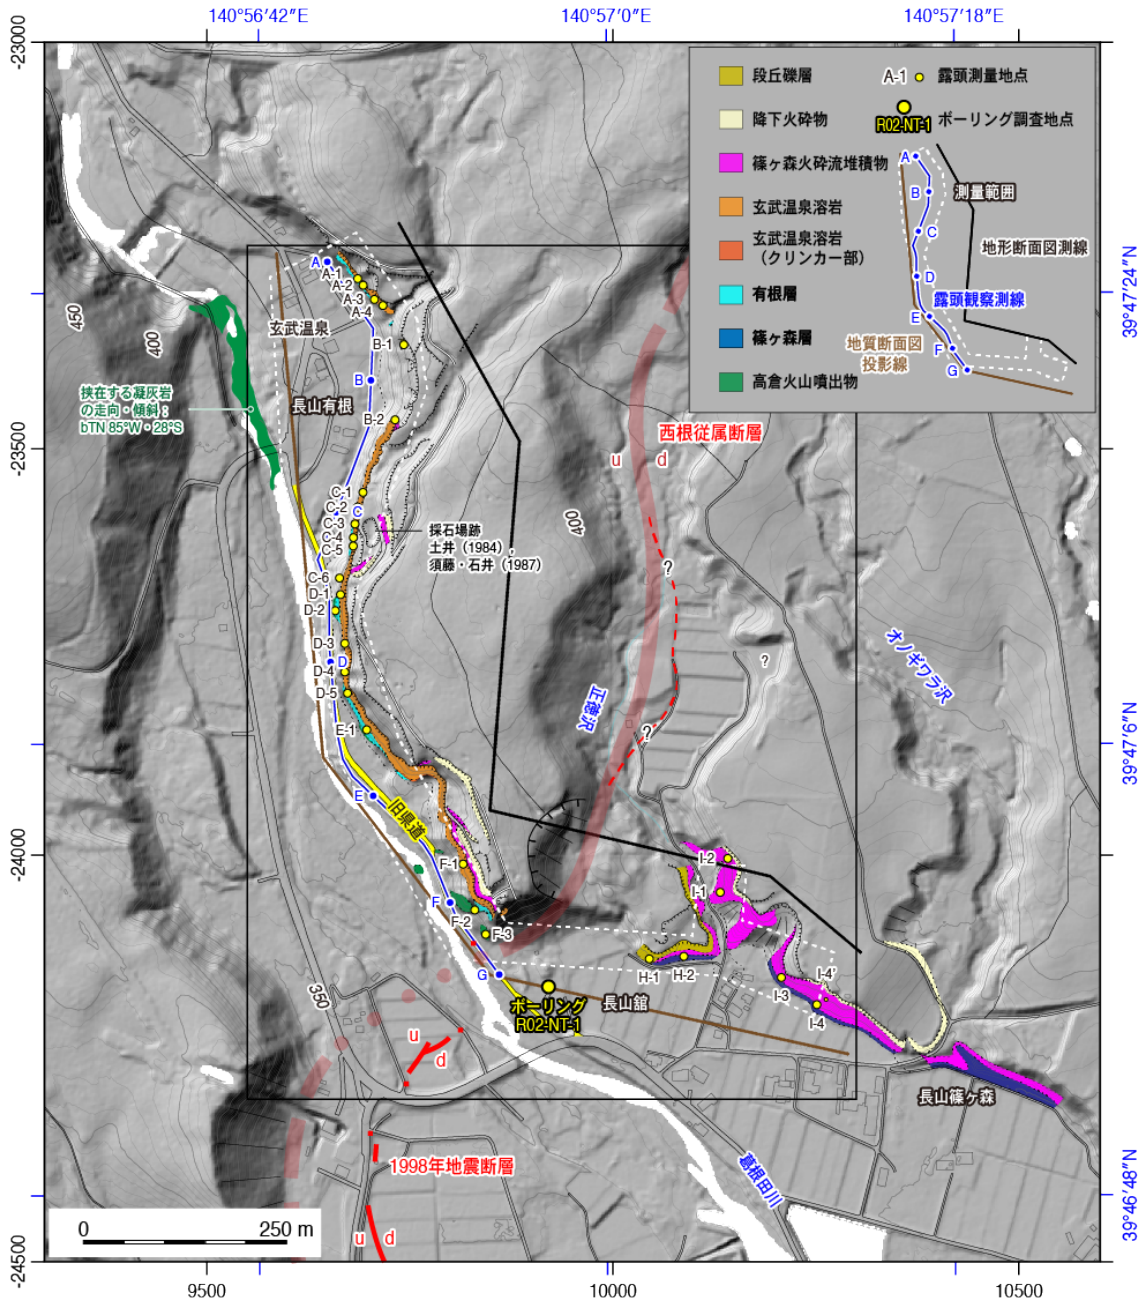 140°56′42″E
140°57′0″E
140°57′18″E
-23000
-23500
-24000
-24500
9500
10000
10500
39°47′24″N
39°47′6″N
39°46′48″N
段丘礫層
降下火砕物
篠ヶ森火砕流堆積物
玄武温泉溶岩
玄武温泉溶岩
（クリンカー部）
有根層
篠ヶ森層
高倉火山噴出物
A-1
露頭測量地点
R02-NT-1
ボーリング調査地点
A
B
C
D
E
F
G
測量範囲
地形断面図測線
露頭観察測線
地質断面図
投影線
450
400
A
A-1
A-2
A-3
A-4
玄武温泉
B-1
B
B-2
長山有根
挟在する凝灰岩
の走向・傾斜：
bTN 85°W・28°S
西根従属断層
u
d
400
C-1
C-2
C
C-3
C-4
C-5
C-6
採石場跡
土井（1984）,
須藤・石井（1987）
D-1
D-2
D-3
D
D-4
D-5
E-1
E
旧県道
?
?
?
正徳沢
オノギワラ沢
F-1
F
F-2
F-3
G
I-2
I-1
H-1
H-2
I-3
I-4′
I-4
ボーリング
R02-NT-1
長山舘
長山篠ヶ森
350
u
d
1998年地震断層
u
d
葛根田川
0
250 m